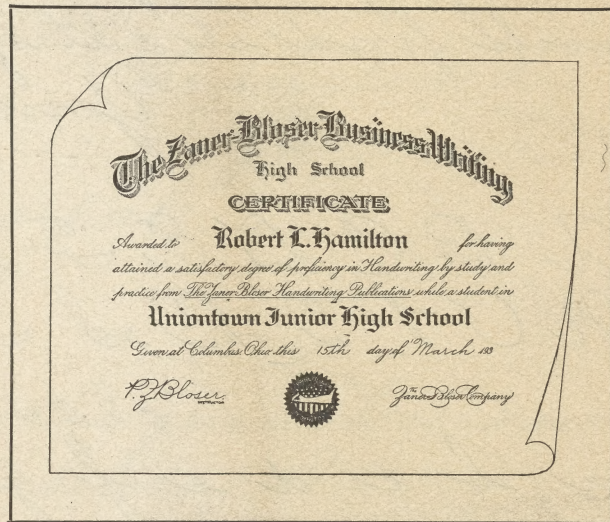 The Zaner-Bloser Business Writing
High School
CERTIFICATE
Awarded to Robert L. Hamilton for having
attained a satisfactory degree of proficiency in Handwriting by study and
practice from The Zaner-Bloser Handwriting Publications while a student in
Uniontown Junior High School
Given at Columbus, Ohio this 15th day of March 193
P. Z. Bloser The Zaner-Bloser Company